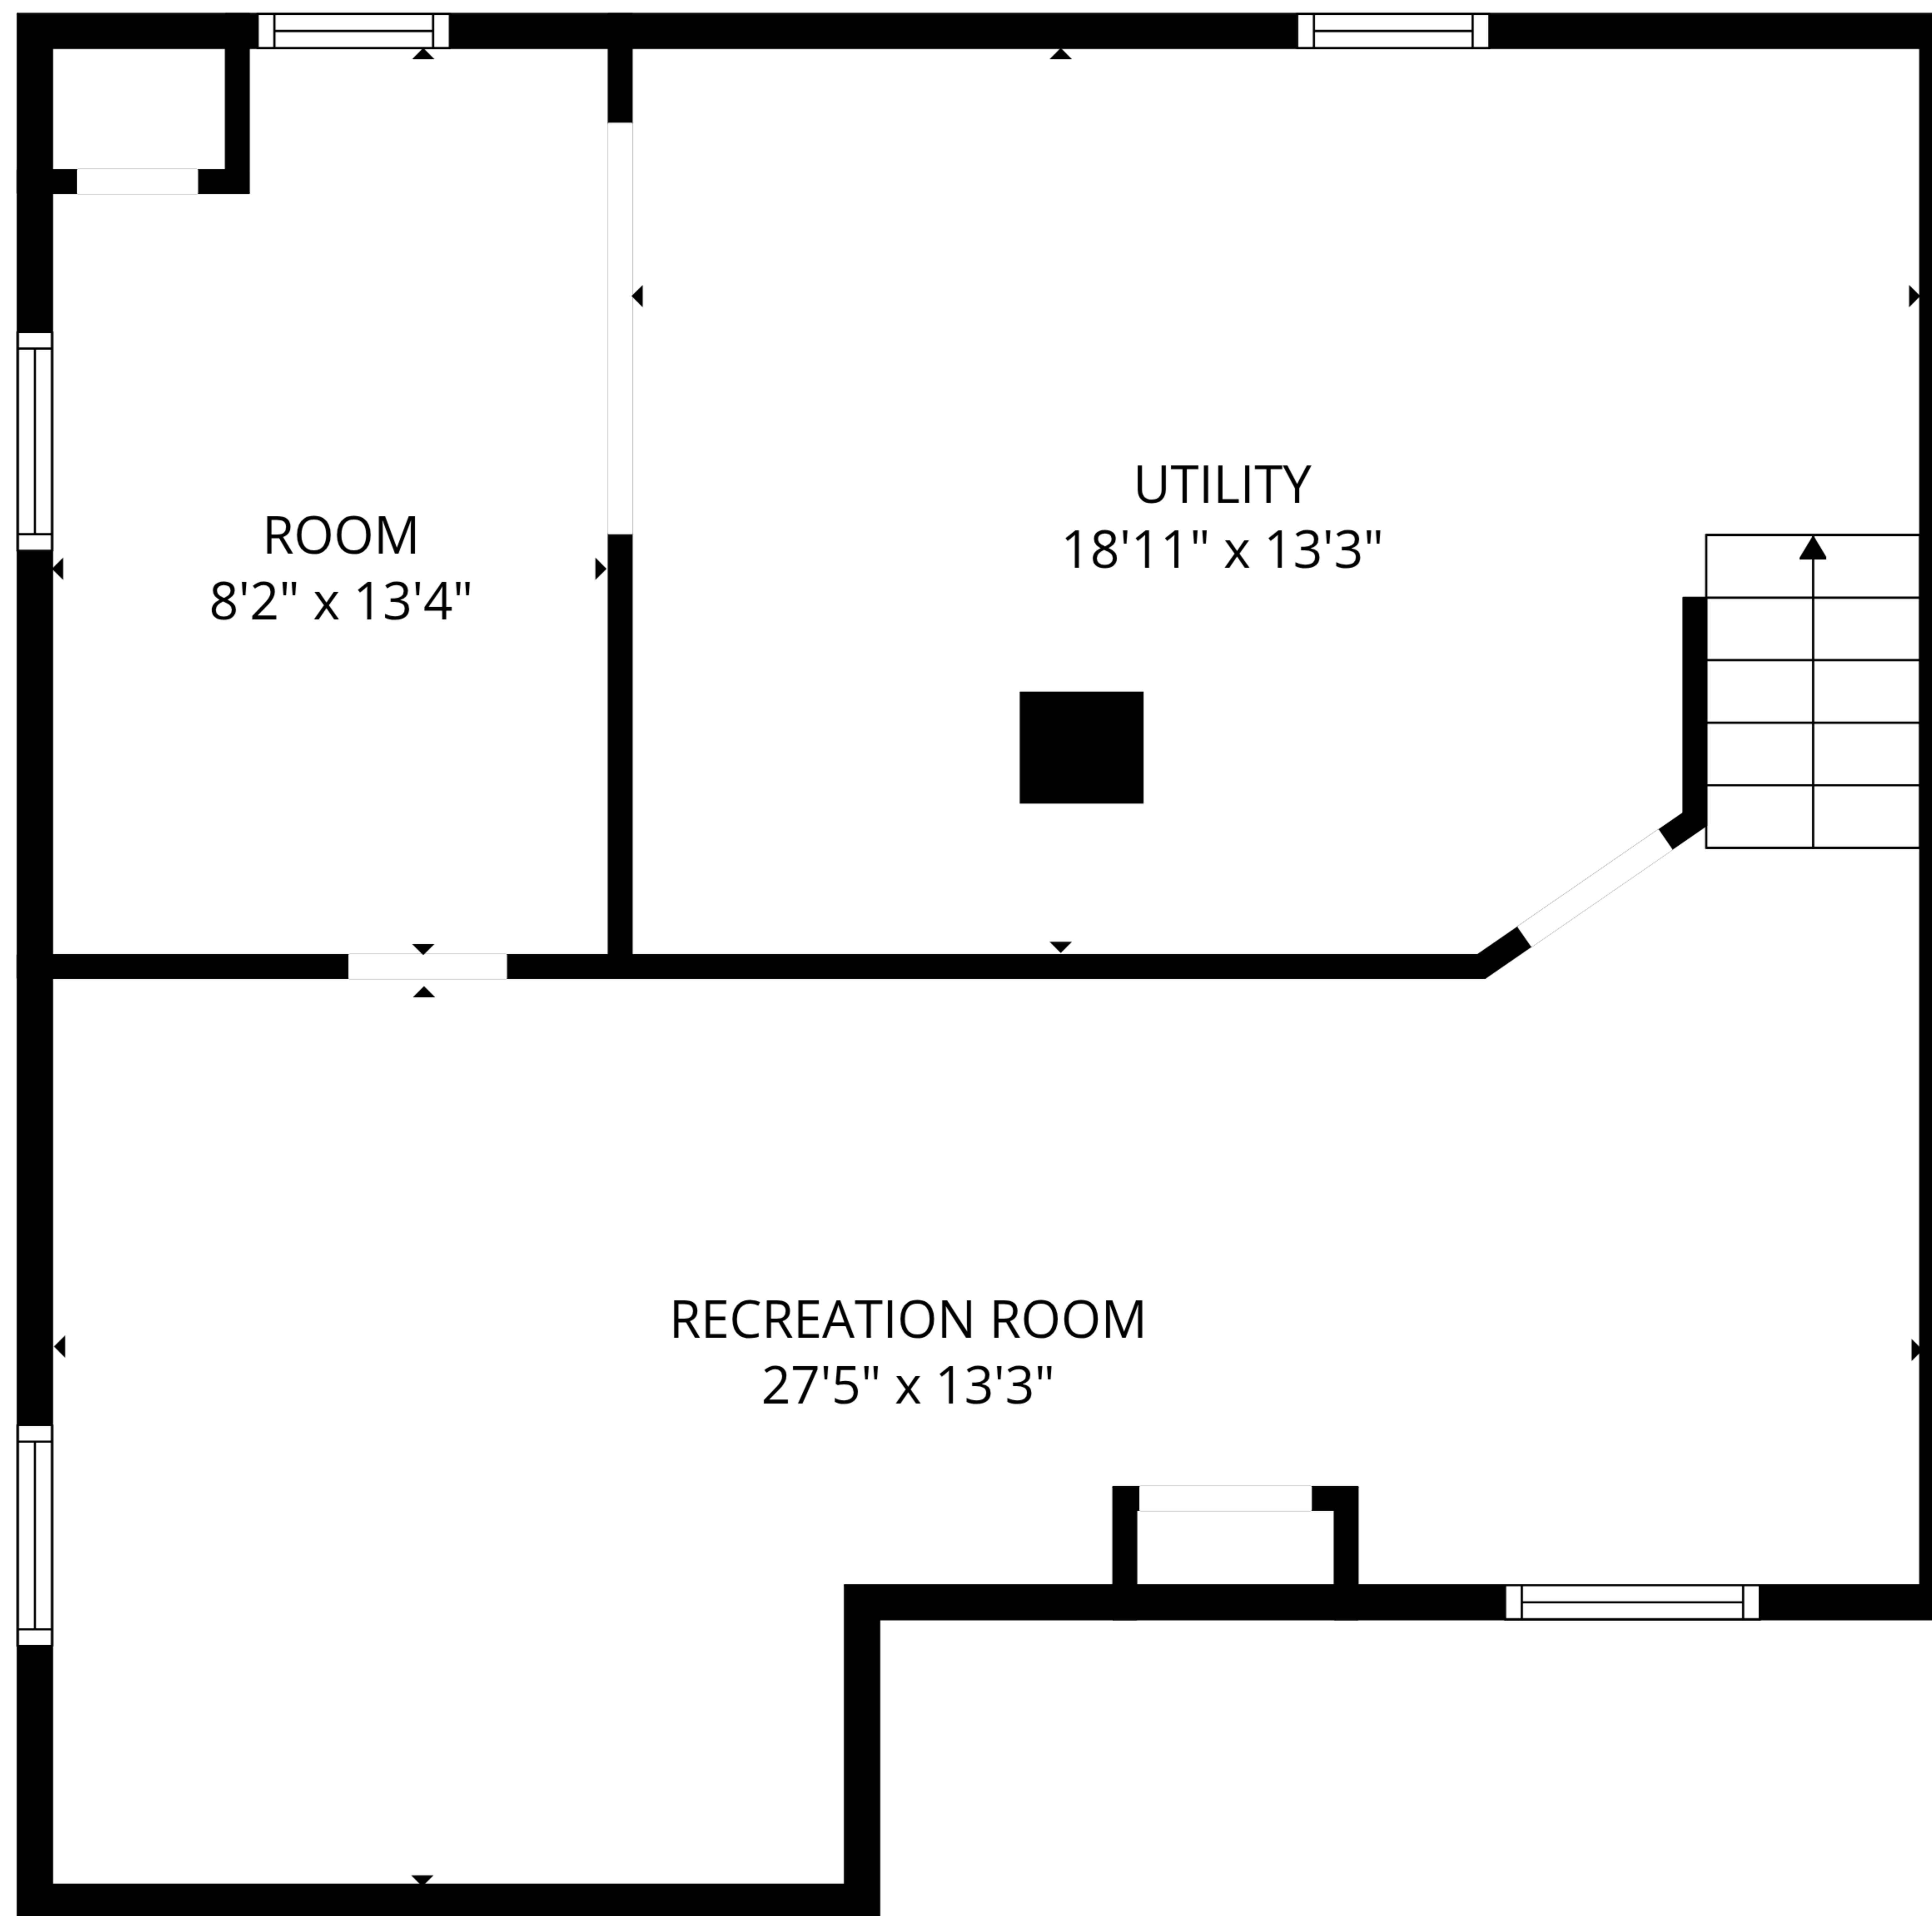 UTILITY
18'11" x 13'3"
ROOM
8'2" x 13'4"
RECREATION ROOM
27'5" x 13'3"